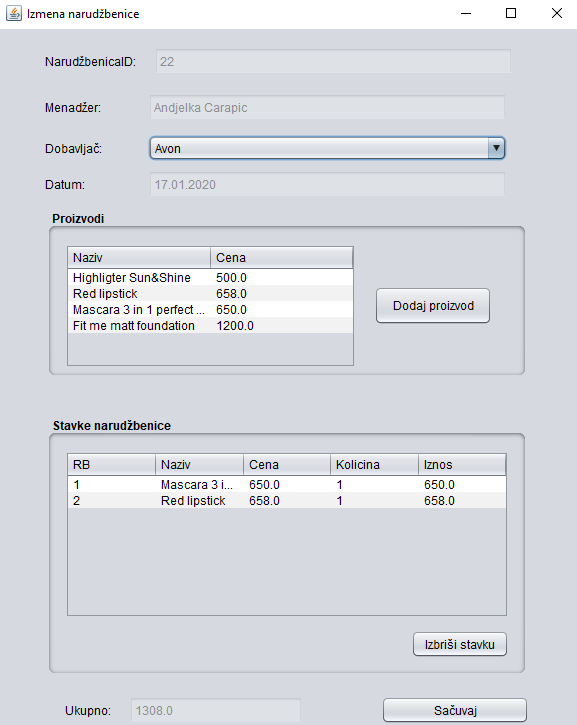 Izmena narudžbenice
NarudžbenicaID: 22
Menadžer: Andjelka Carapic
Dobavljač: Avon
Datum: 17.01.2020
Proizvodi
Naziv Cena
Highligter Sun&Shine 500.0
Red lipstick 658.0
Mascara 3 in 1 perfect ... 650.0
Fit me matt foundation 1200.0
Dodaj proizvod
Stavke narudžbenice
RB Naziv Cena Kolicina Iznos
1 Mascara 3 i... 650.0 1 650.0
2 Red lipstick 658.0 1 658.0
Izbriši stavku
Ukupno: 1308.0 Sačuvaj